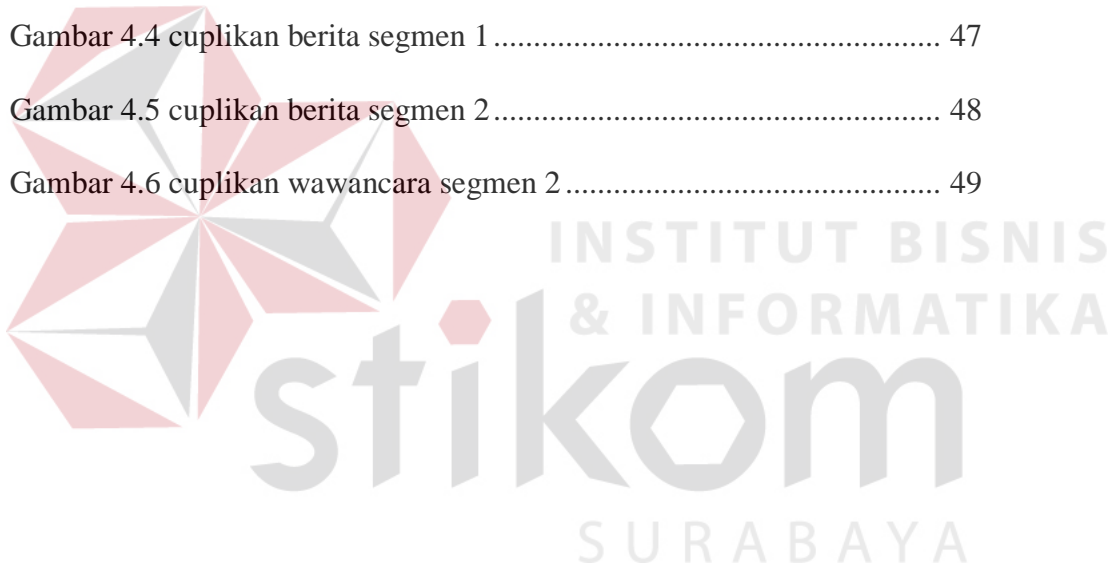 Gambar 4.4 cuplikan berita segmen 1........................................................ 47
Gambar 4.5 cuplikan berita segmen 2........................................................ 48
Gambar 4.6 cuplikan wawancara segmen 2............................................... 49
INSTITUT BISNIS
& INFORMATIKA
stikom
SURABAYA